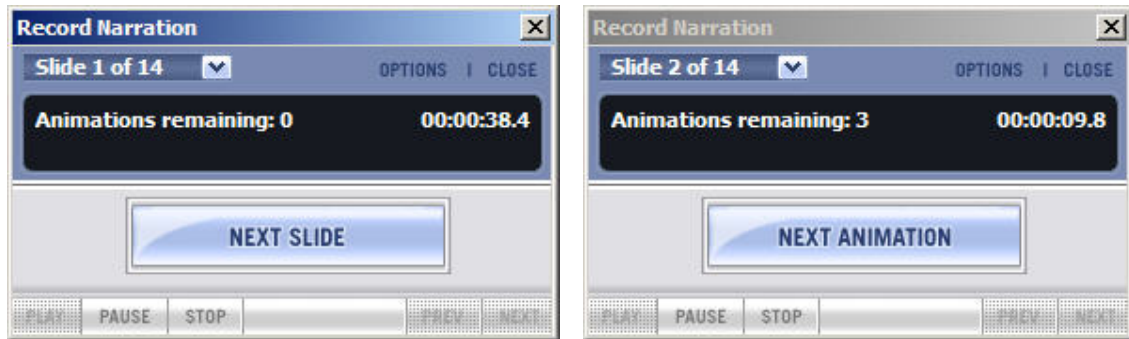 Record Narration
Slide 1 of 14
OPTIONS | CLOSE
Animations remaining: 0 00:00:38.4
NEXT SLIDE
PLAY PAUSE STOP PREV NEXT
Record Narration
Slide 2 of 14
OPTIONS | CLOSE
Animations remaining: 3 00:00:09.8
NEXT ANIMATION
PLAY PAUSE STOP PREV NEXT